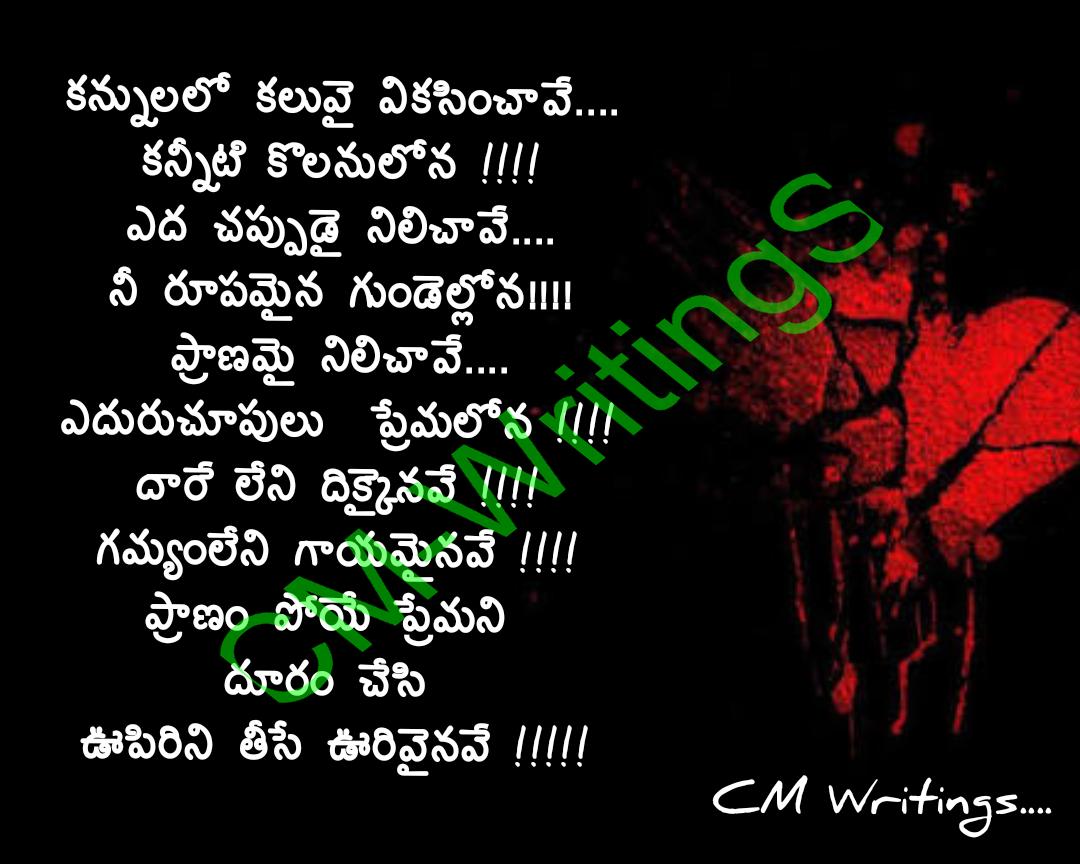 కన్నులలో కలువై వికసించావే....
కన్నీటి కొలనులోన !!!!
ఎద చప్పుడై నిలిచావే....
నీ రూపమైన గుండెల్లోన!!!!
ప్రాణమై నిలిచావే....
ఎదురుచూపులు ప్రేమలోన !!!!
దారే లేని దిక్కైనవే !!!!
గమ్యంలేని గాయమైనవే !!!!
ప్రాణం పోయే ప్రేమని
దూరం చేసి
ఊపిరిని తీసే ఊరివైనవే !!!!!
CM-Writings
CM Writings....